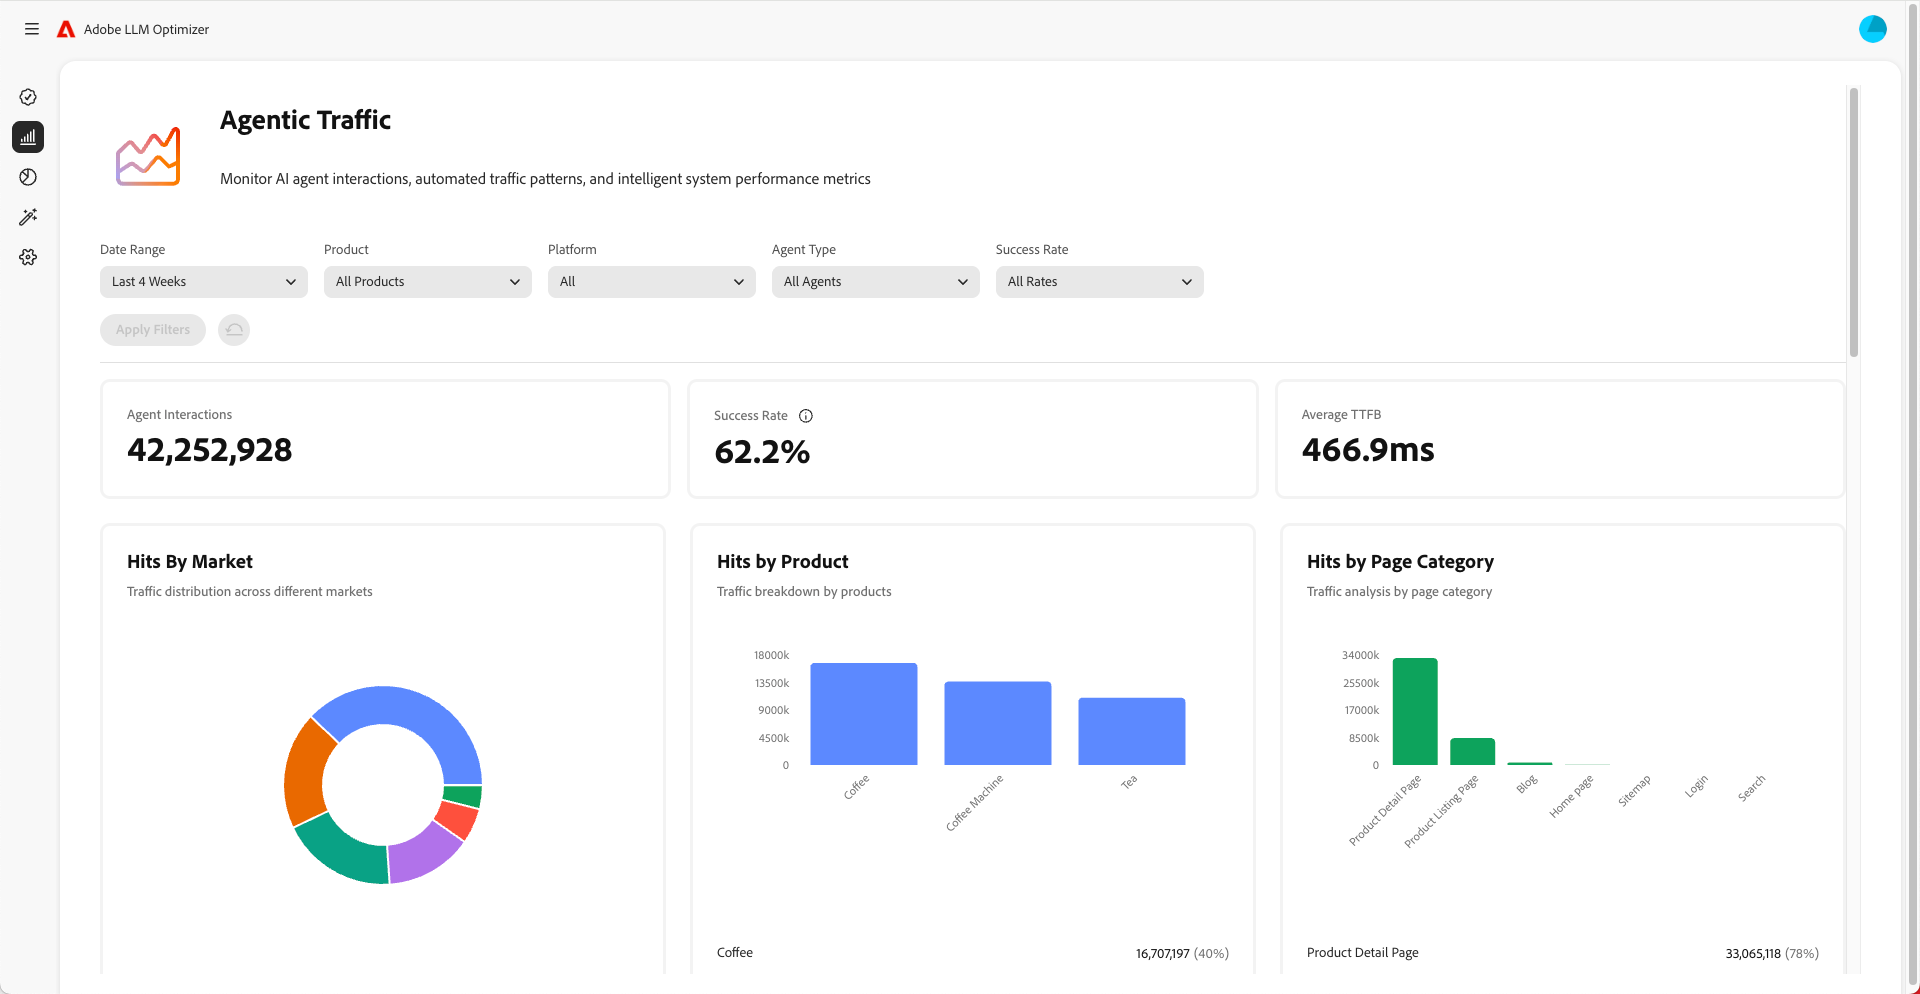 Adobe LLM Optimizer
Agentic Traffic
Monitor AI agent interactions, automated traffic patterns, and intelligent system performance metrics
Date Range
Product
Platform
Agent Type
Success Rate
Last 4 Weeks
All Products
All
All Agents
All Rates
Apply Filters
Agent Interactions
42,252,928
Success Rate
62.2%
Average TTFB
466.9ms
Hits By Market
Traffic distribution across different markets
Hits by Product
Traffic breakdown by products
18000k
13500k
9000k
4500k
0
Coffee
Coffee Machine
Tea
Coffee
16,707,197 (40%)
Hits by Page Category
Traffic analysis by page category
34000k
25500k
17000k
8500k
0
Product Detail Page
Product Listing Page
Blog
Home page
Sitemap
Login
Search
Product Detail Page
33,065,118 (78%)